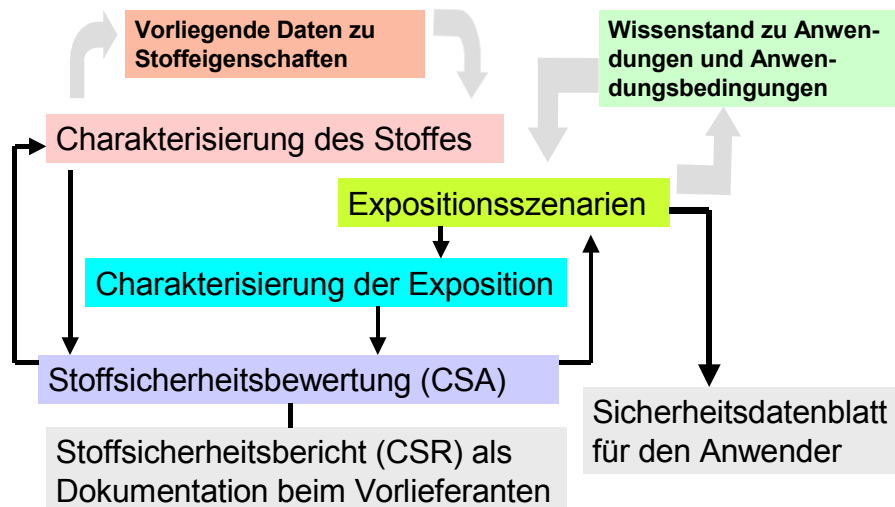 Vorliegende Daten zu
Stoffeigenschaften
Wissenstand zu Anwen-
dungen und Anwen-
dungsbedingungen
Charakterisierung des Stoffes
Expositionsszenarien
Charakterisierung der Exposition
Stoffsicherheitsbewertung (CSA)
Stoffsicherheitsbericht (CSR) als
Dokumentation beim Vorlieferanten
Sicherheitsdatenblatt
für den Anwender